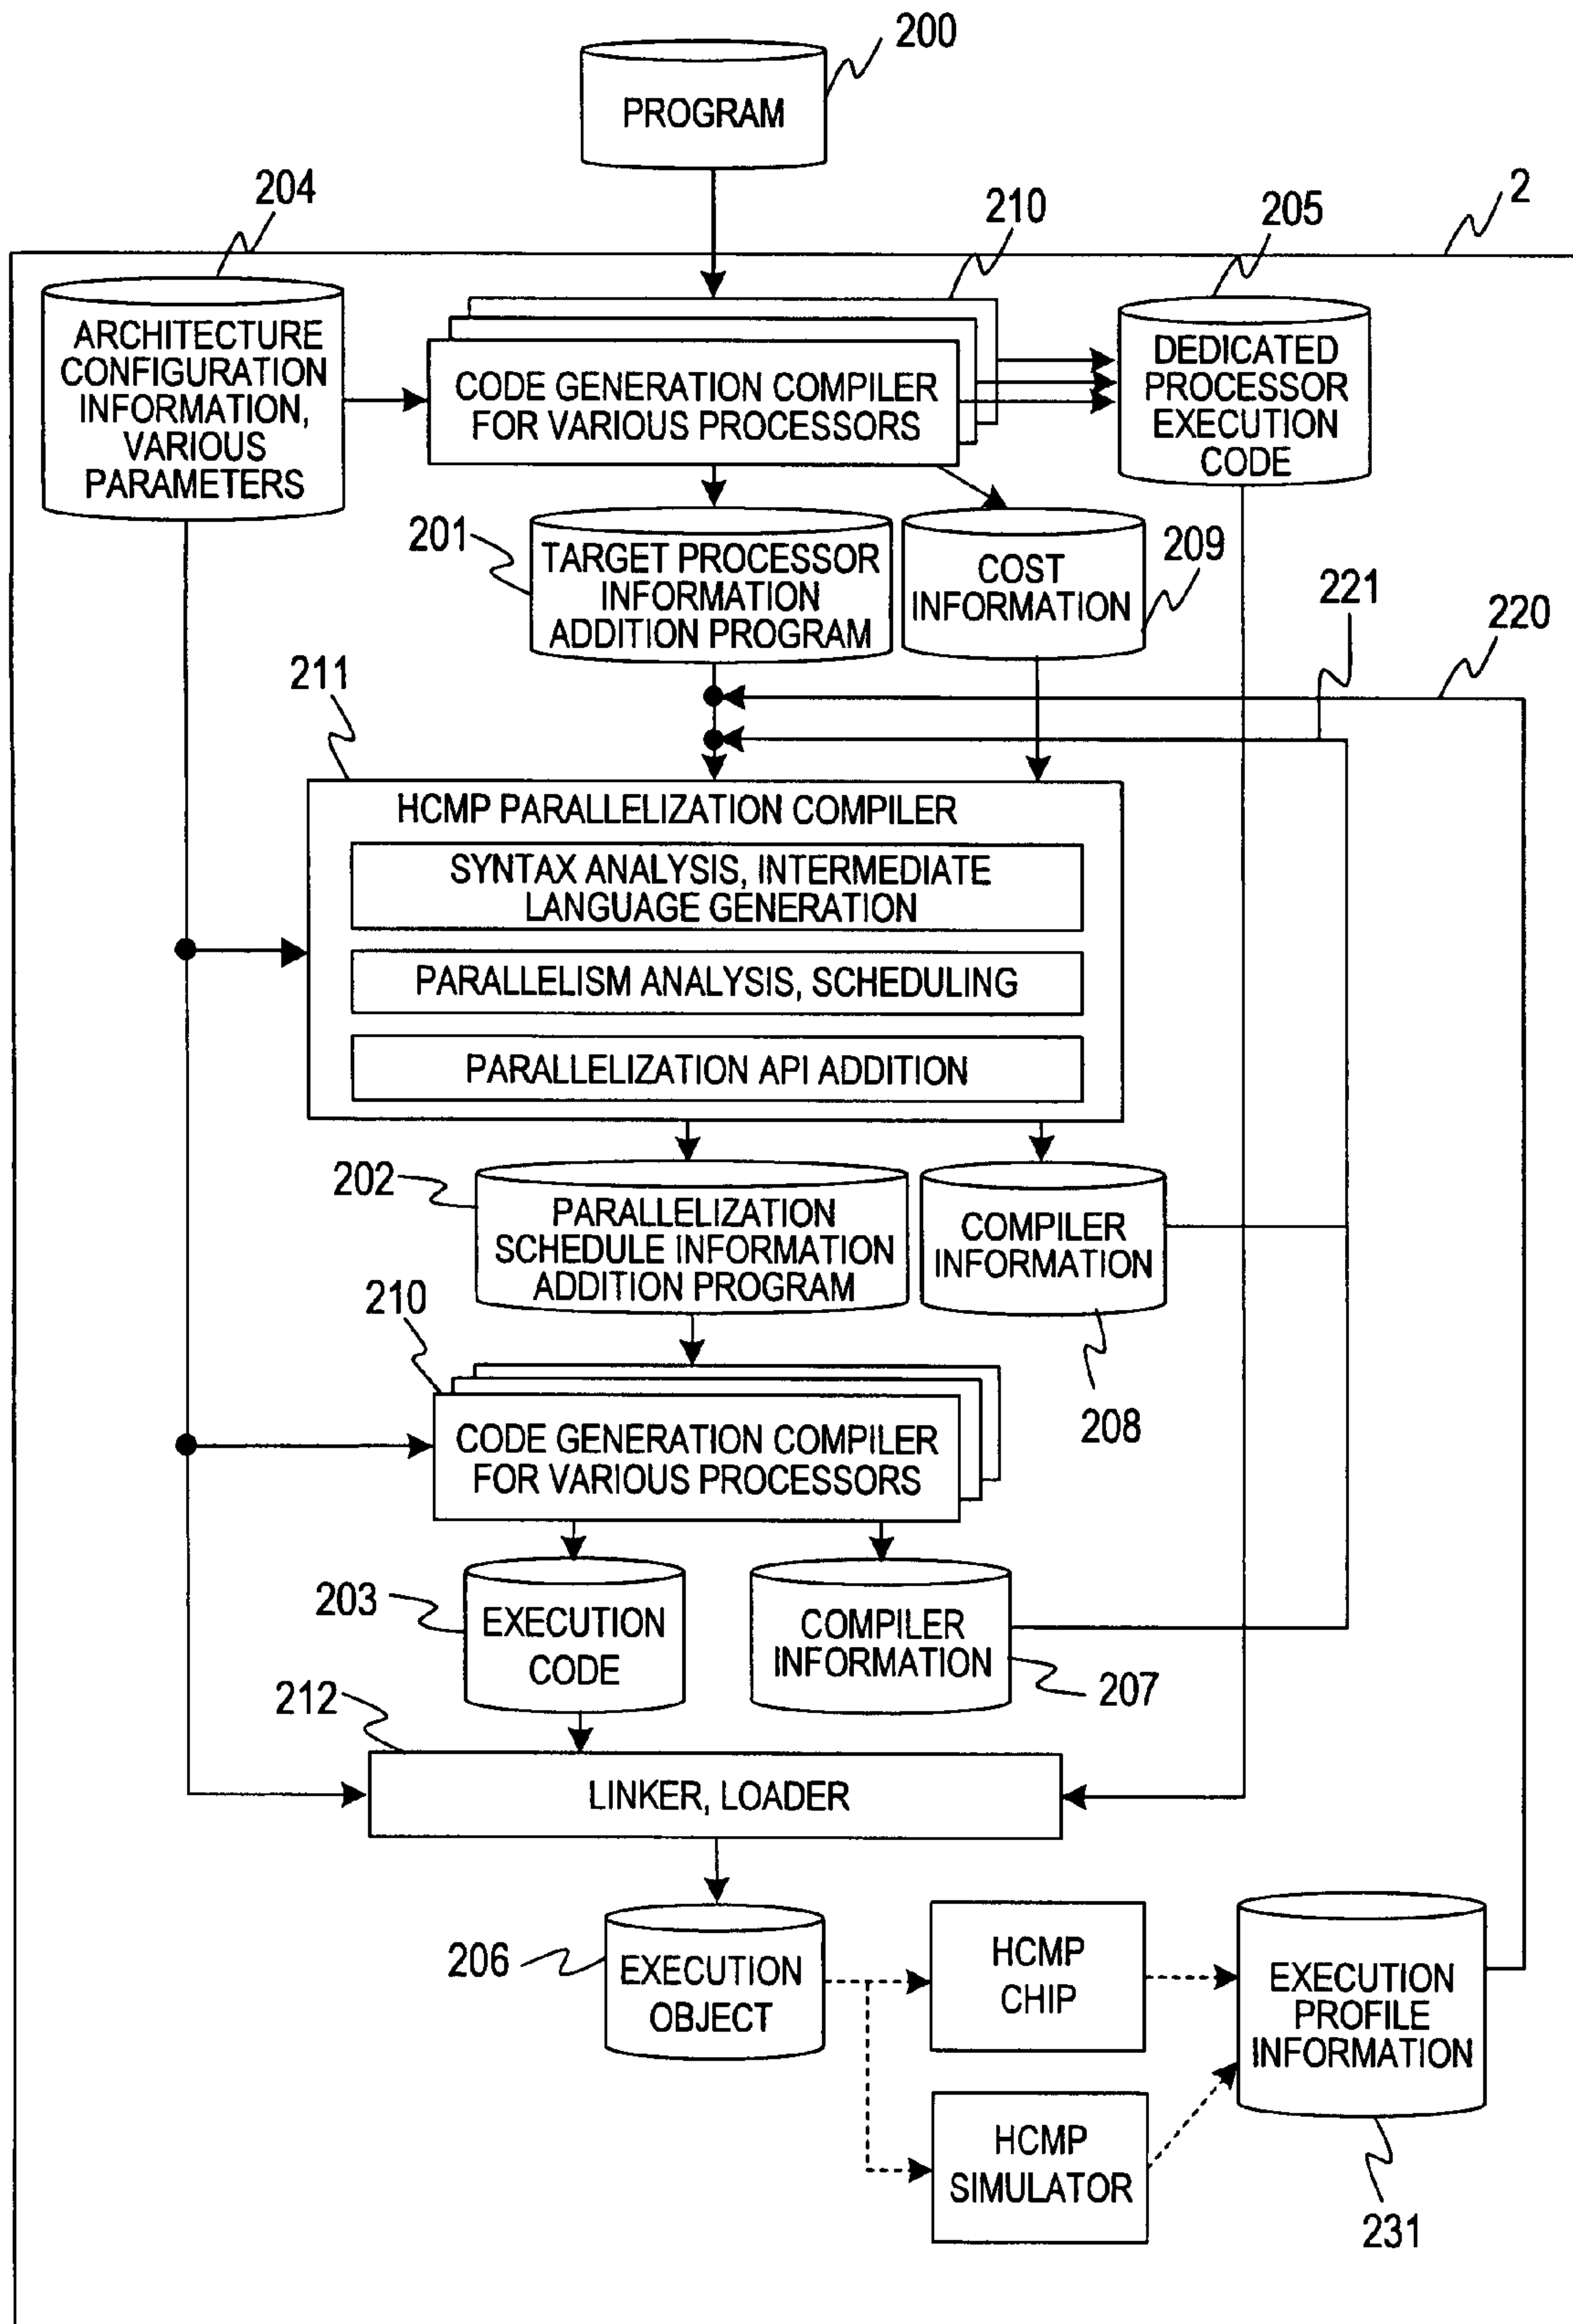 200
PROGRAM
204
210
205
2
ARCHITECTURE
CONFIGURATION
INFORMATION,
VARIOUS
PARAMETERS
CODE GENERATION COMPILER
FOR VARIOUS PROCESSORS
DEDICATED
PROCESSOR
EXECUTION
CODE
201
TARGET PROCESSOR
INFORMATION
ADDITION PROGRAM
COST
INFORMATION
209
221
220
211
HCMP PARALLELIZATION COMPILER
SYNTAX ANALYSIS, INTERMEDIATE
LANGUAGE GENERATION
PARALLELISM ANALYSIS, SCHEDULING
PARALLELIZATION API ADDITION
202
PARALLELIZATION
SCHEDULE INFORMATION
ADDITION PROGRAM
COMPILER
INFORMATION
208
210
CODE GENERATION COMPILER
FOR VARIOUS PROCESSORS
203
EXECUTION
CODE
COMPILER
INFORMATION
207
212
LINKER, LOADER
206
EXECUTION
OBJECT
HCMP
CHIP
EXECUTION
PROFILE
INFORMATION
HCMP
SIMULATOR
231